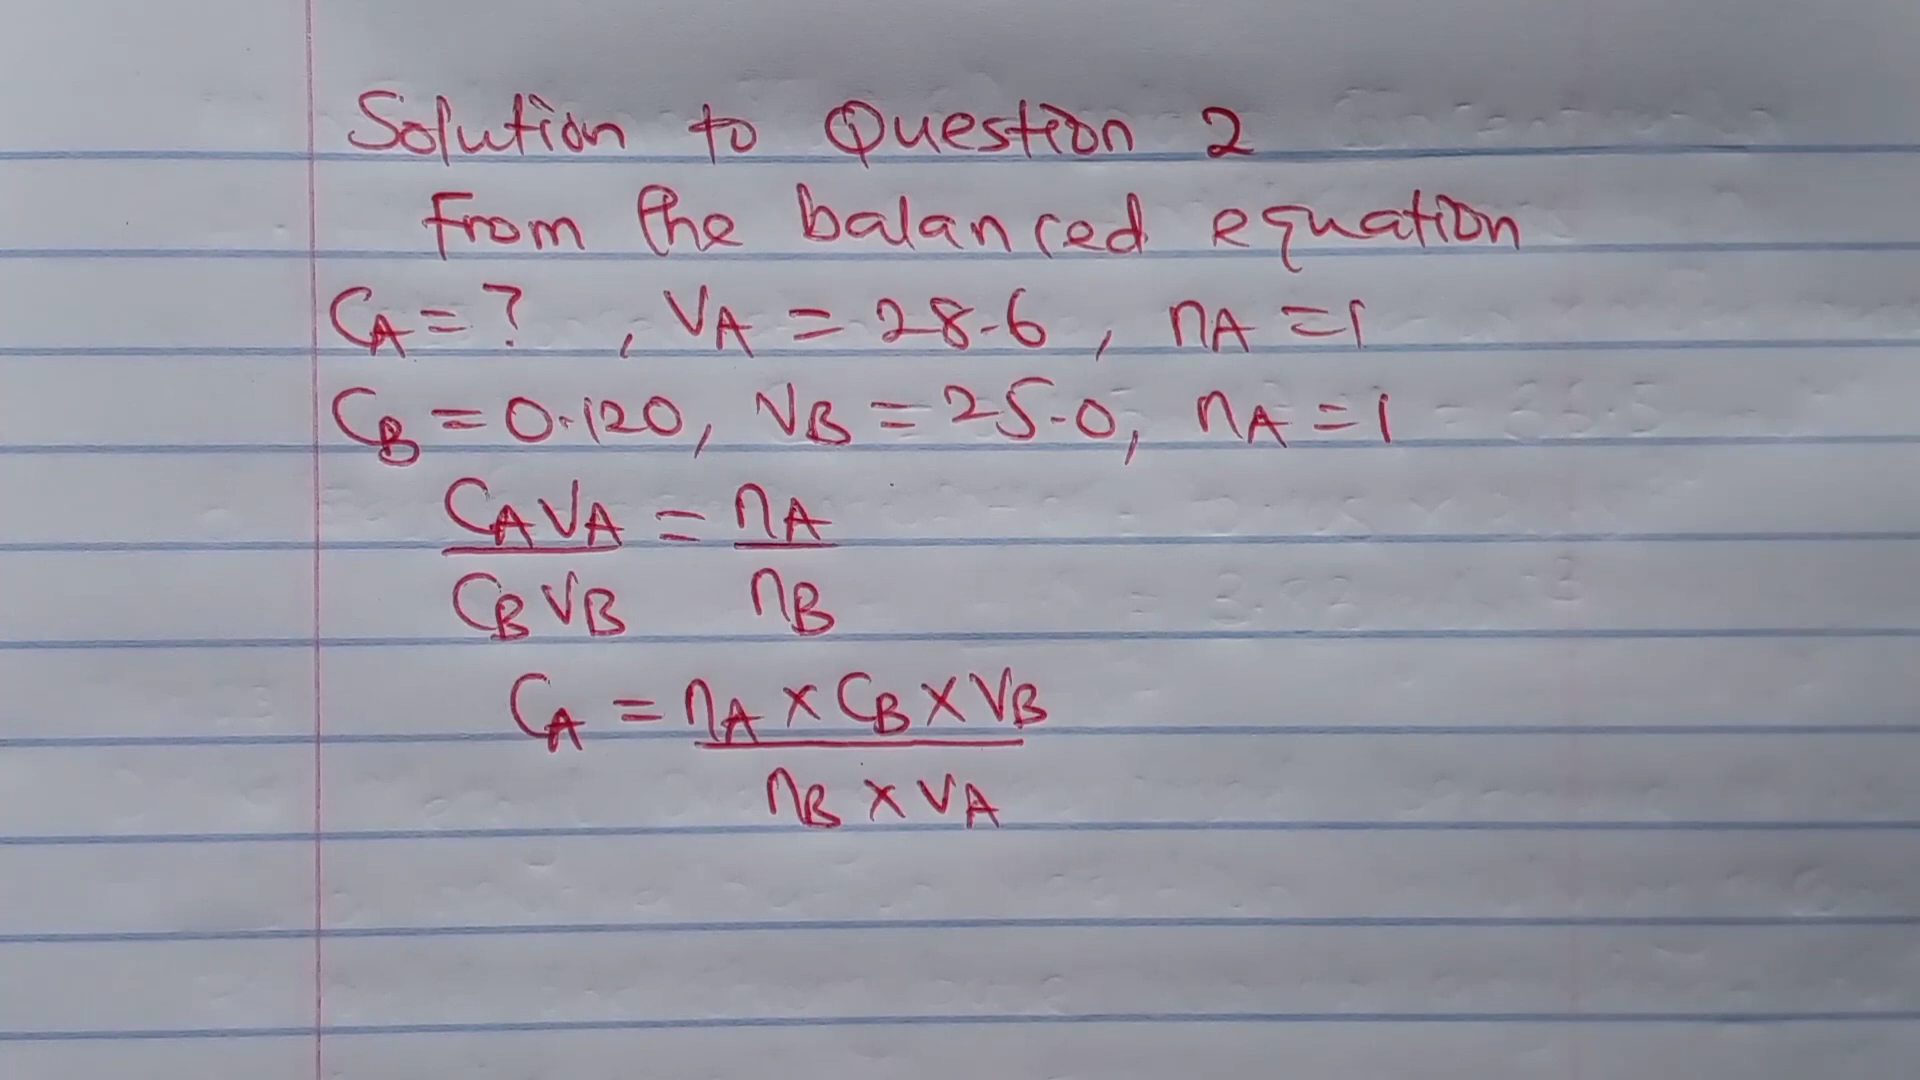 Solution to Question 2
From the balanced equation
CA = ? , VA = 28.6 , nA = 1
CB = 0.120, VB = 25.0, nA = 1
CAVA = nA
CBVB nB
CA = nA x CB x VB
nB x VA